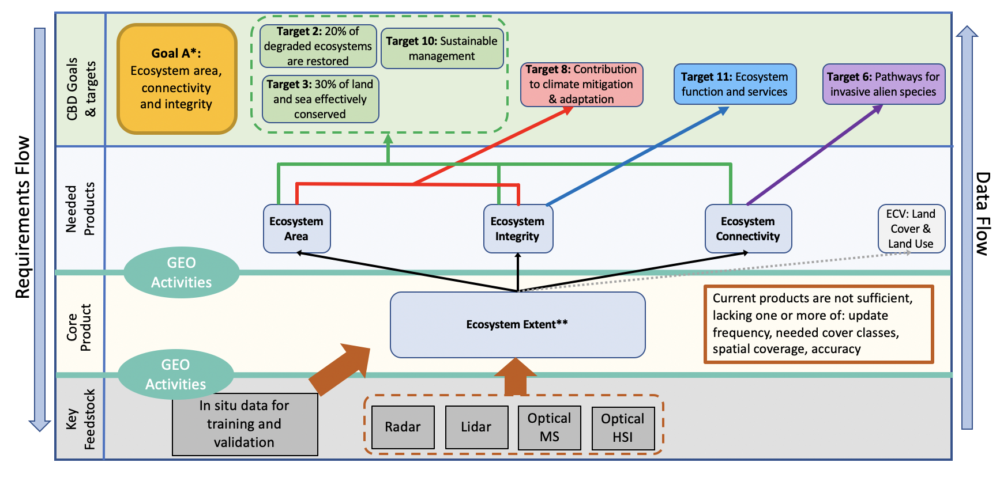 Requirements Flow
CBD Goals
& targets
Goal A*:
Ecosystem area,
connectivity
and integrity
Target 2: 20% of
degraded ecosystems
are restored
Target 10: Sustainable
management
Target 3: 30% of land
and sea effectively
conserved
Target 8: Contribution
to climate mitigation
& adaptation
Target 11: Ecosystem
function and services
Target 6: Pathways for
invasive alien species
Needed
Products
Ecosystem
Area
Ecosystem
Integrity
Ecosystem
Connectivity
ECV: Land
Cover &
Land Use
Data Flow
GEO
Activities
Core
Product
Ecosystem Extent**
Current products are not sufficient,
lacking one or more of: update
frequency, needed cover classes,
spatial coverage, accuracy
GEO
Activities
Key
Feedstock
In situ data for
training and
validation
Radar
Lidar
Optical
MS
Optical
HSI